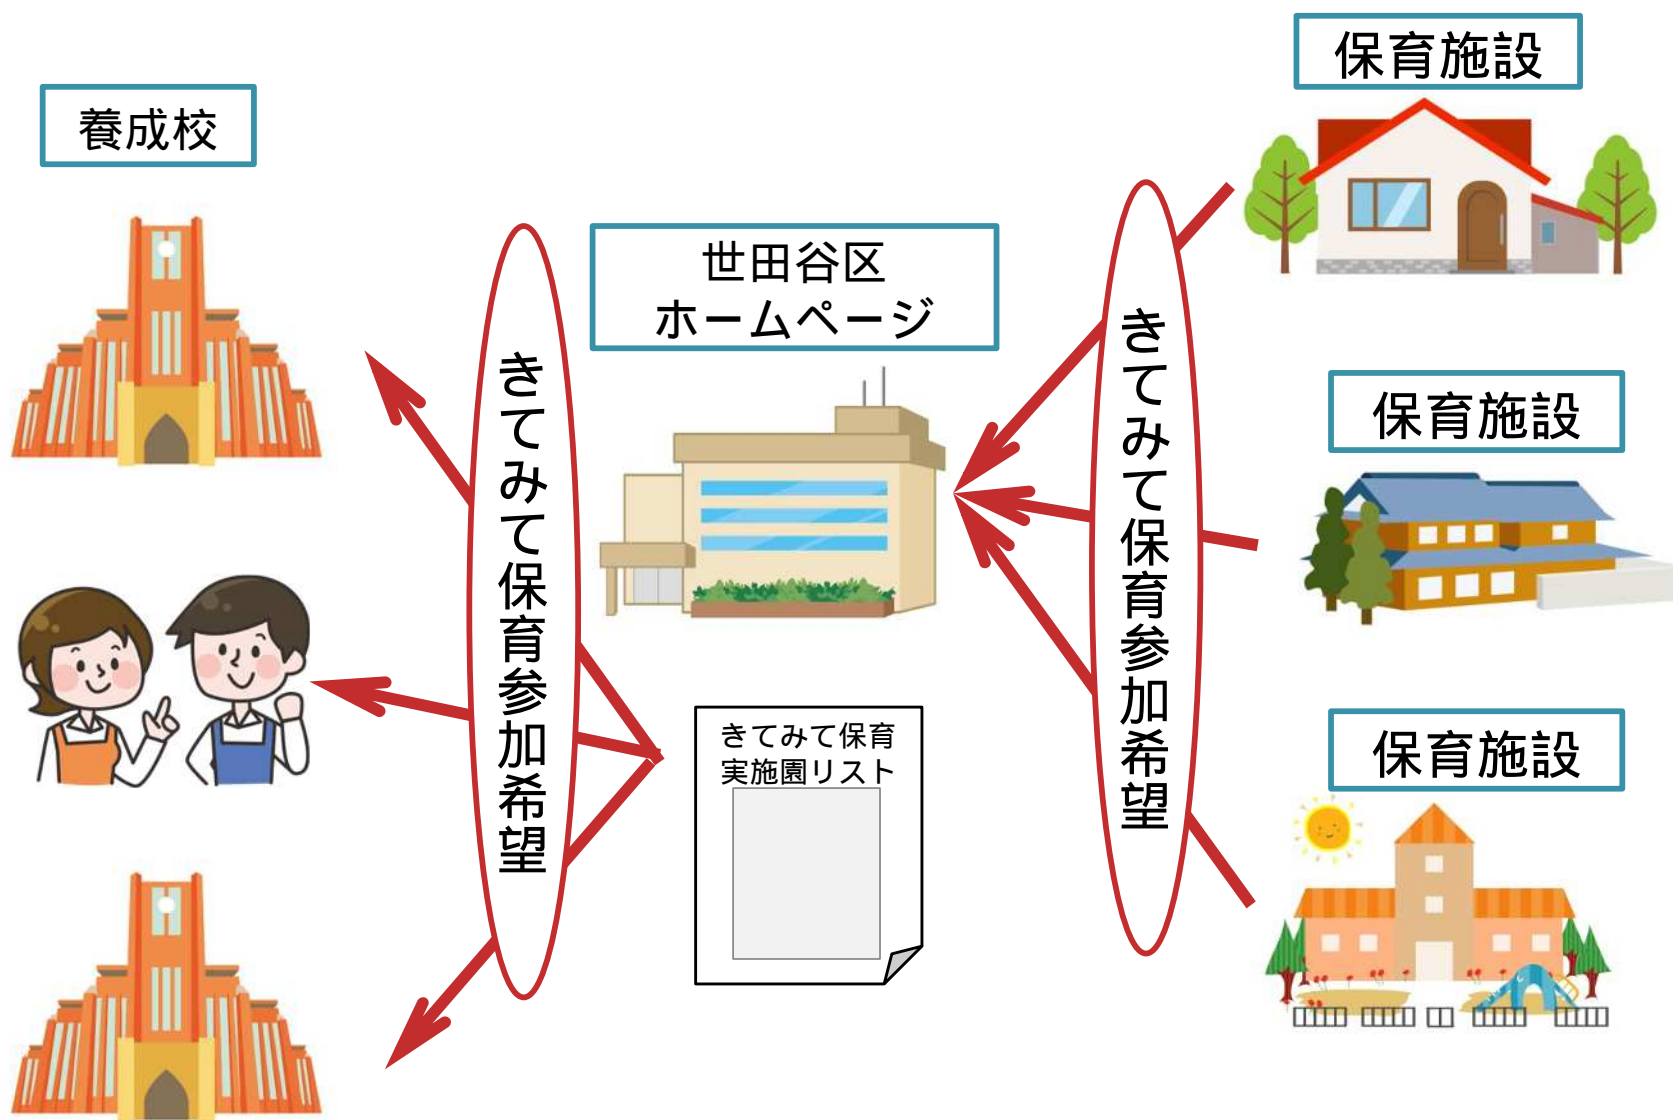 養成校
きてみて保育参加希望
世田谷区
ホームページ
きてみて保育
実施園リスト
きてみて保育参加希望
保育施設
保育施設
保育施設